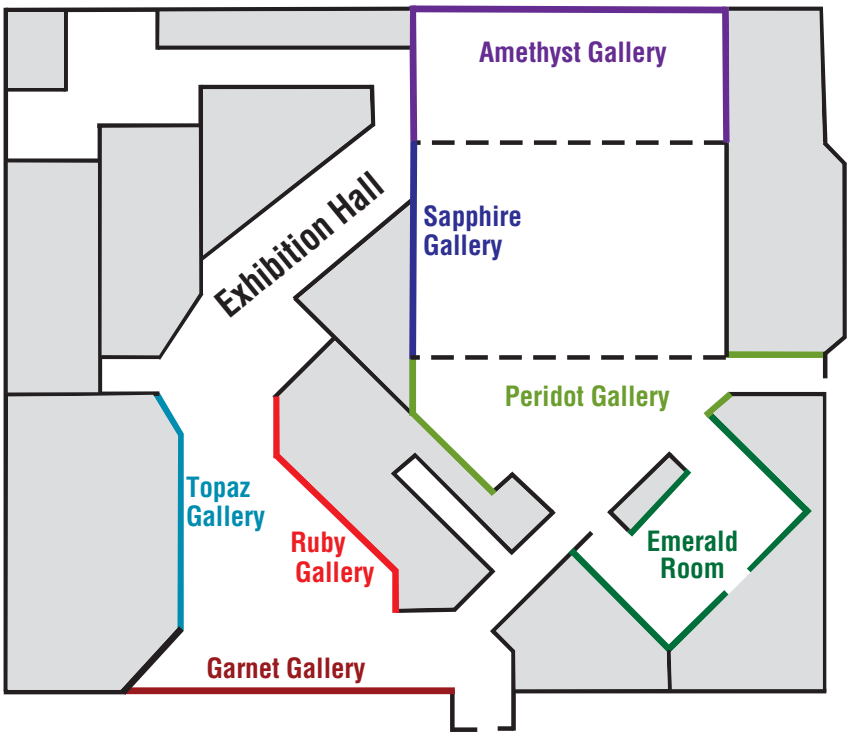 Amethyst Gallery
Sapphire
Gallery
Exhibition Hall
Peridot Gallery
Topaz
Gallery
Ruby
Gallery
Emerald
Room
Garnet Gallery